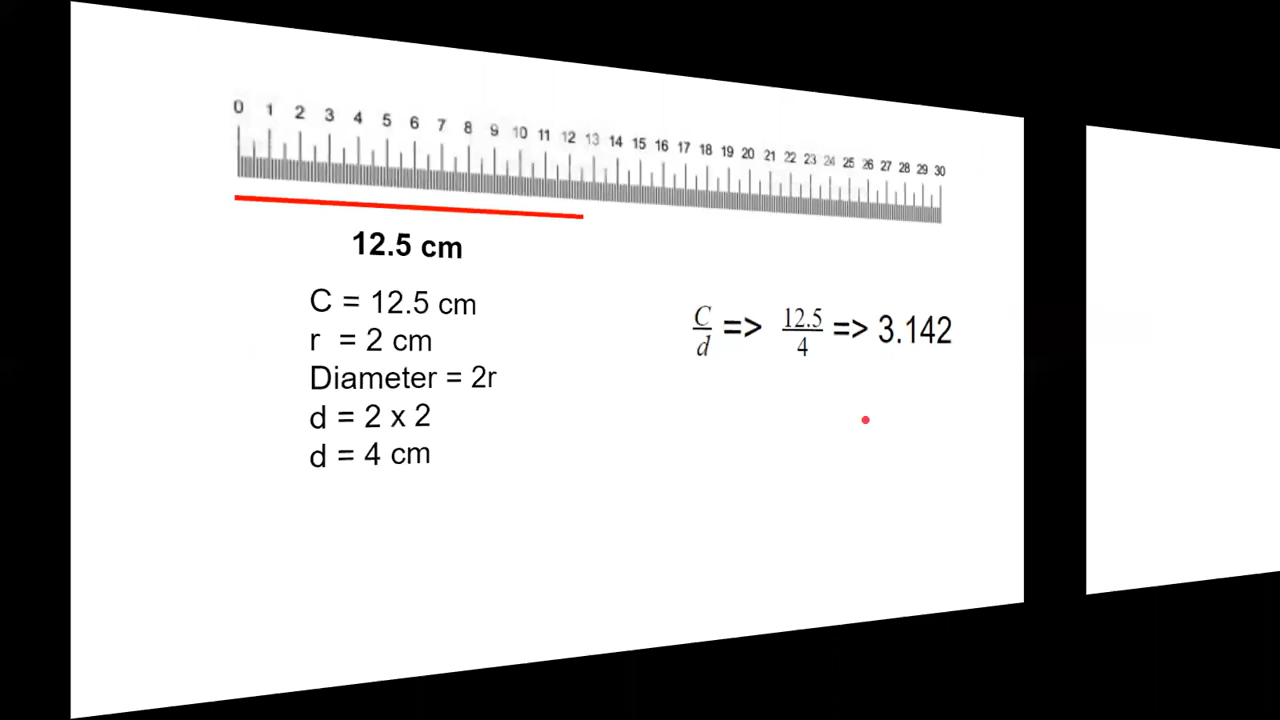 0 1 2 3 4 5 6 7 8 9 10 11 12 13 14 15 16 17 18 19 20 21 22 23 24 25 26 27 28 29 30
12.5 cm
C = 12.5 cm
r = 2 cm
Diameter = 2r
d = 2 x 2
d = 4 cm
C/d => 12.5/4 => 3.142